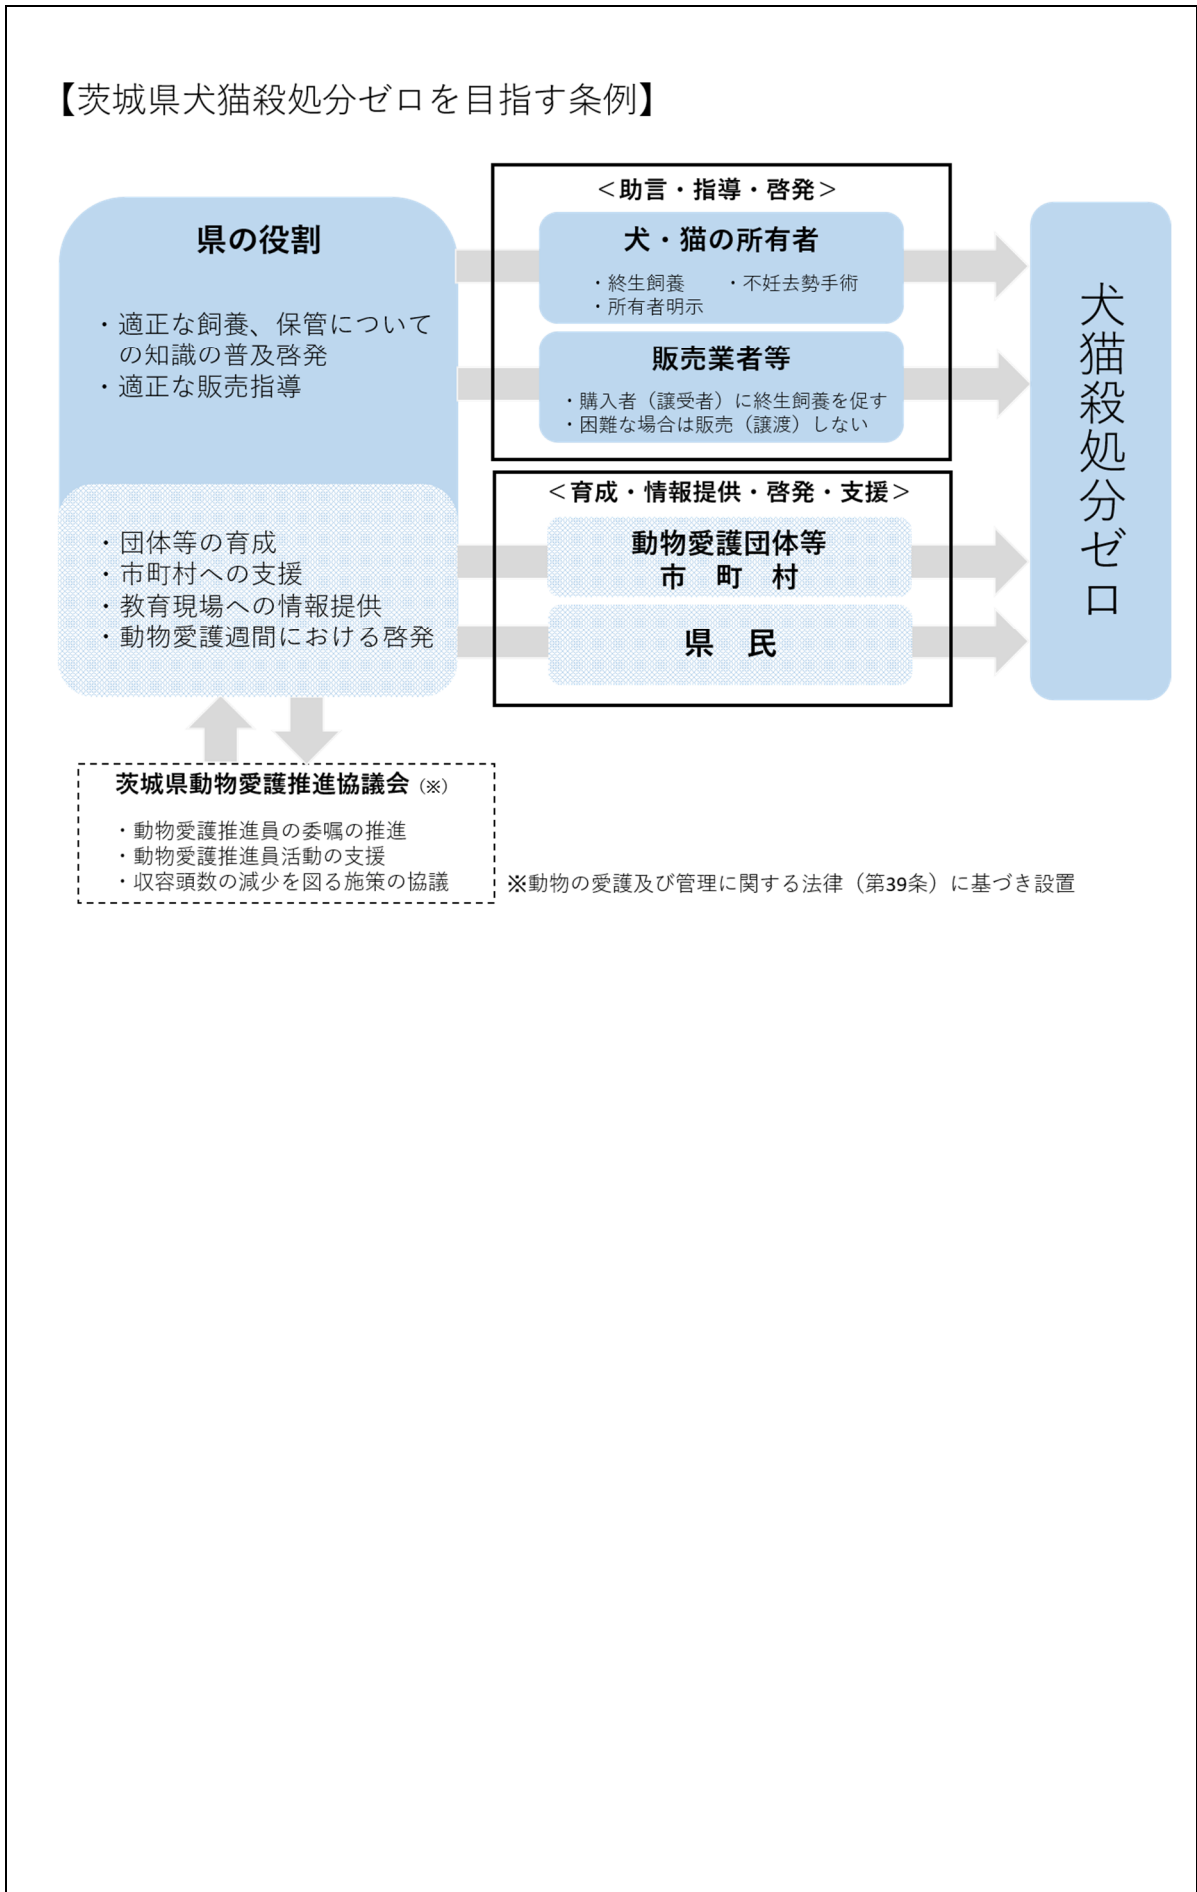 【茨城県犬猫殺処分ゼロを目指す条例】
県の役割
・適正な飼養、保管について
の知識の普及啓発
・適正な販売指導
・団体等の育成
・市町村への支援
・教育現場への情報提供
・動物愛護週間における啓発
＜助言・指導・啓発＞
犬・猫の所有者
・終生飼養　　・不妊去勢手術
・所有者明示
販売業者等
・購入者（譲受者）に終生飼養を促す
・困難な場合は販売（譲渡）しない
＜育成・情報提供・啓発・支援＞
動物愛護団体等
市　町　村
県　民
犬猫殺処分ゼロ
茨城県動物愛護推進協議会（※）
・動物愛護推進員の委嘱の推進
・動物愛護推進員活動の支援
・収容頭数の減少を図る施策の協議
※動物の愛護及び管理に関する法律（第39条）に基づき設置